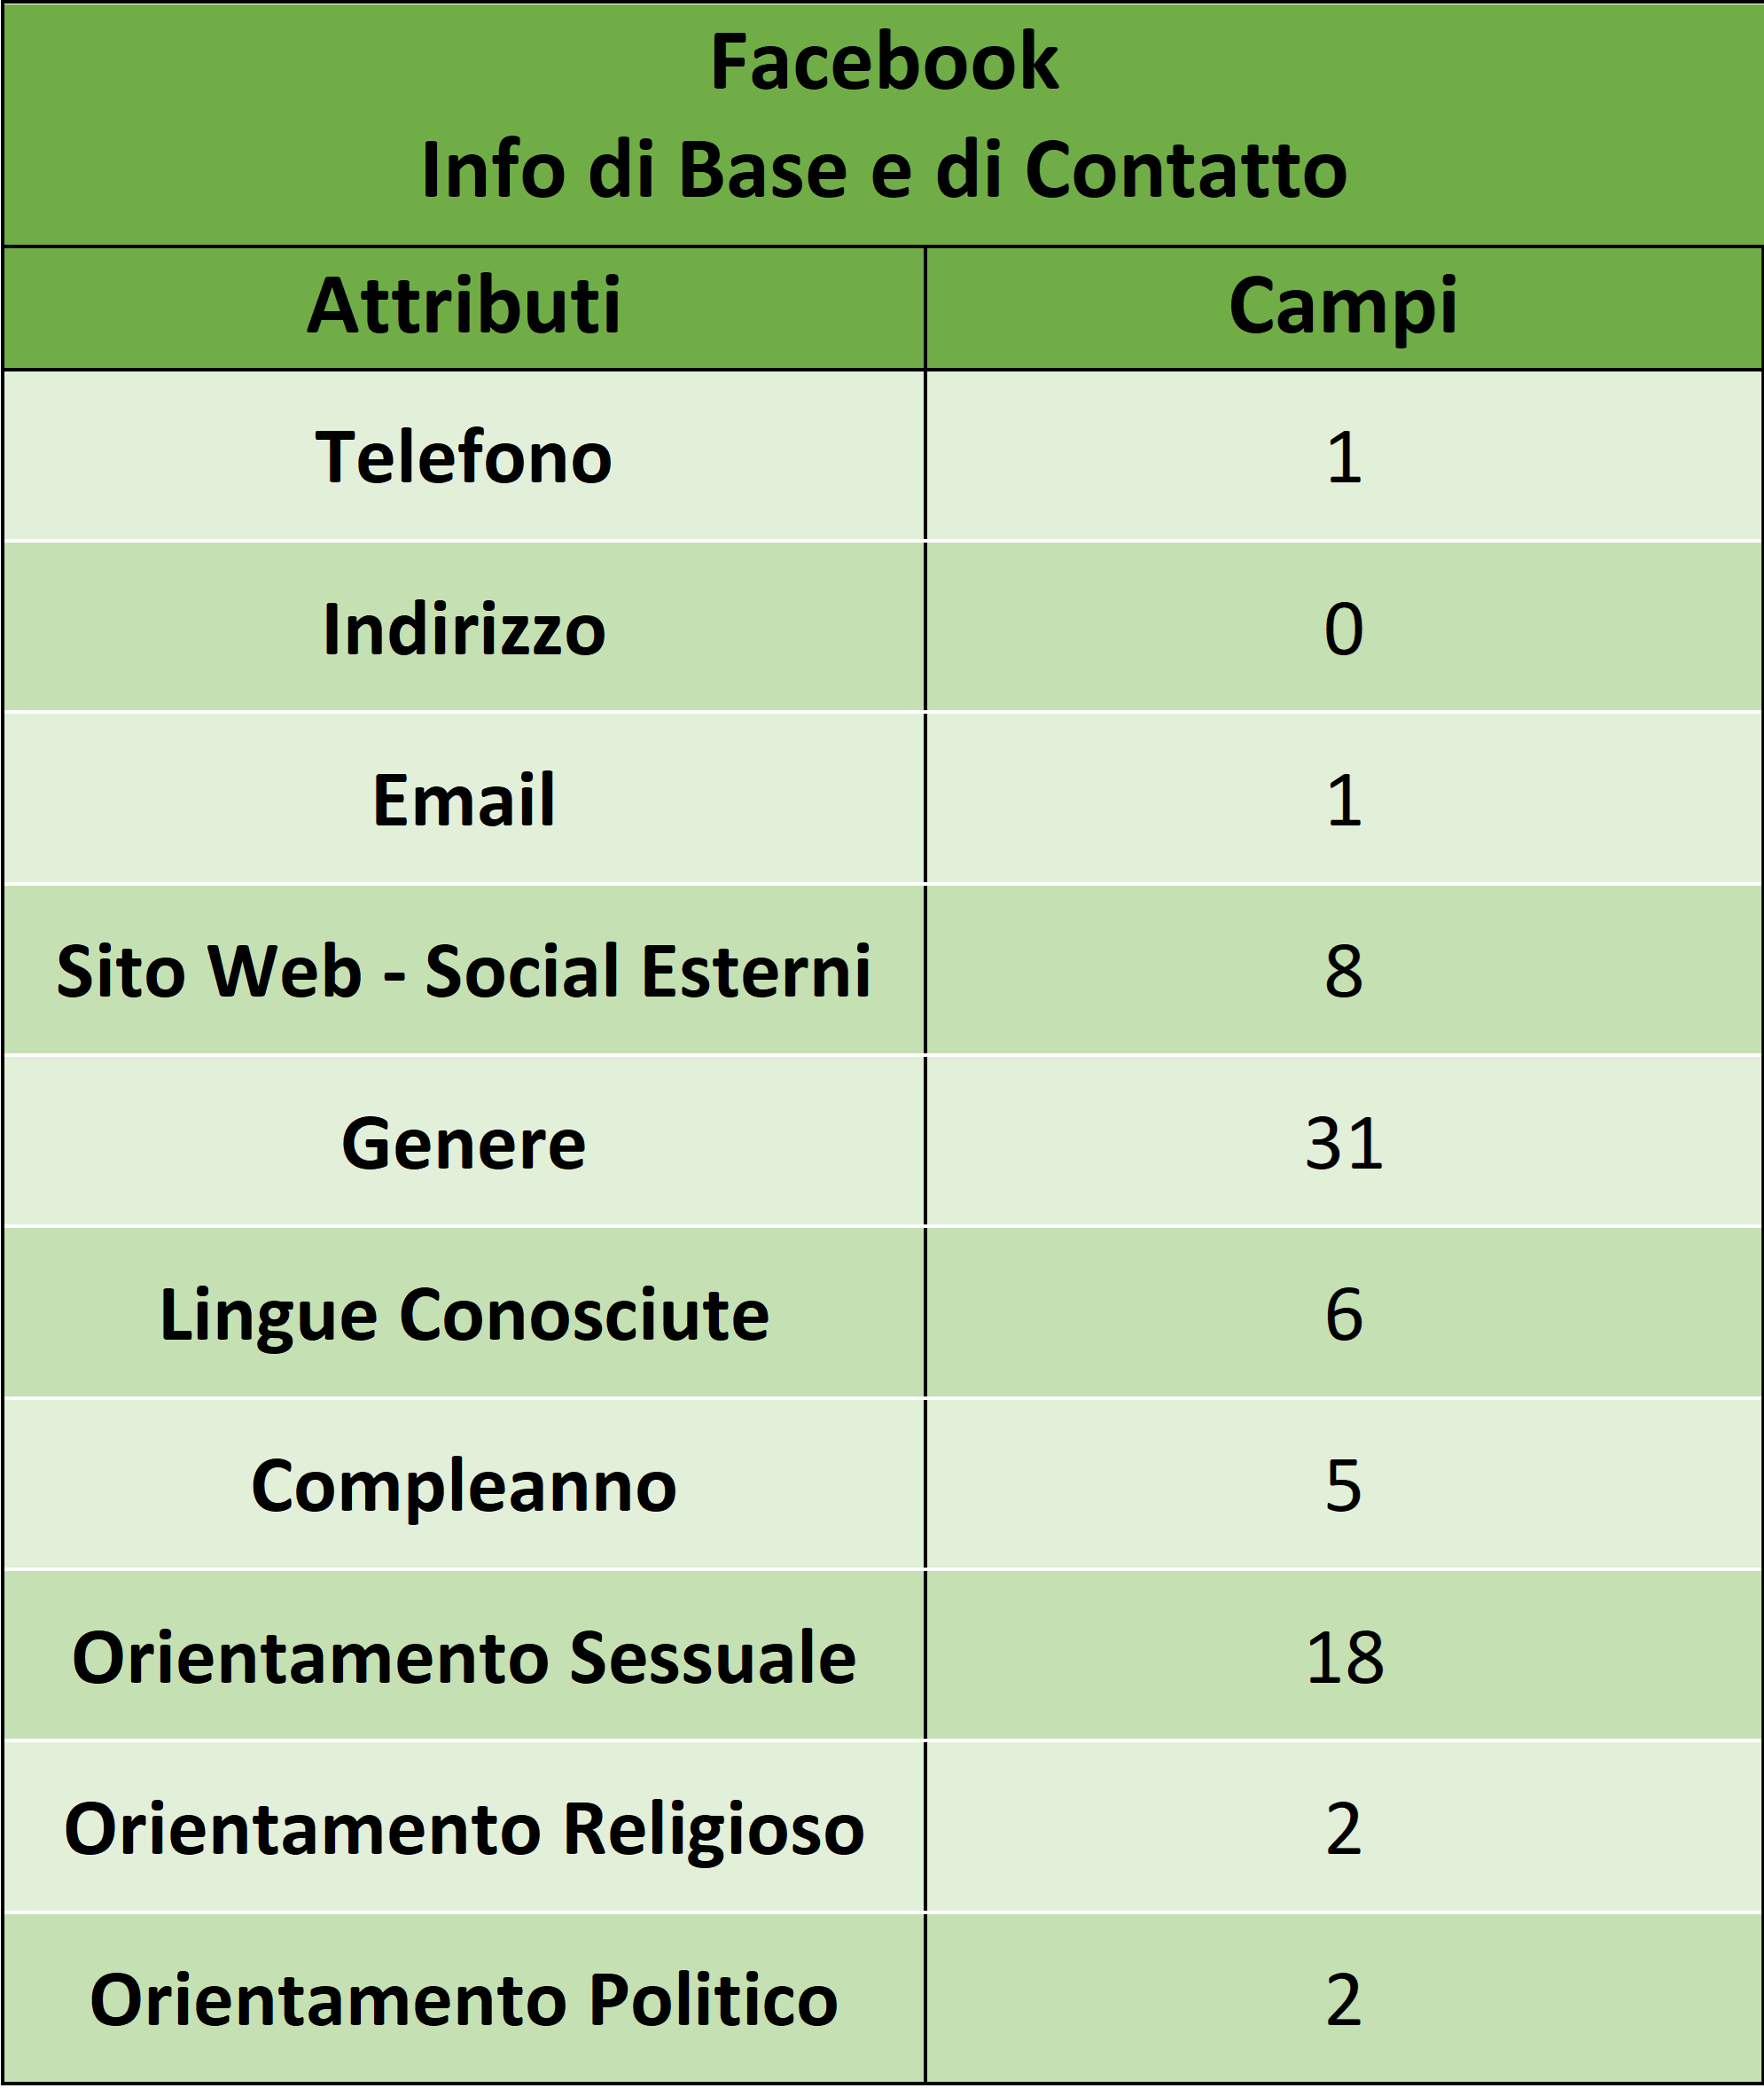 Facebook
Info di Base e di Contatto
Attributi Campi
Telefono 1
Indirizzo 0
Email 1
Sito Web - Social Esterni 8
Genere 31
Lingue Conosciute 6
Compleanno 5
Orientamento Sessuale 18
Orientamento Religioso 2
Orientamento Politico 2